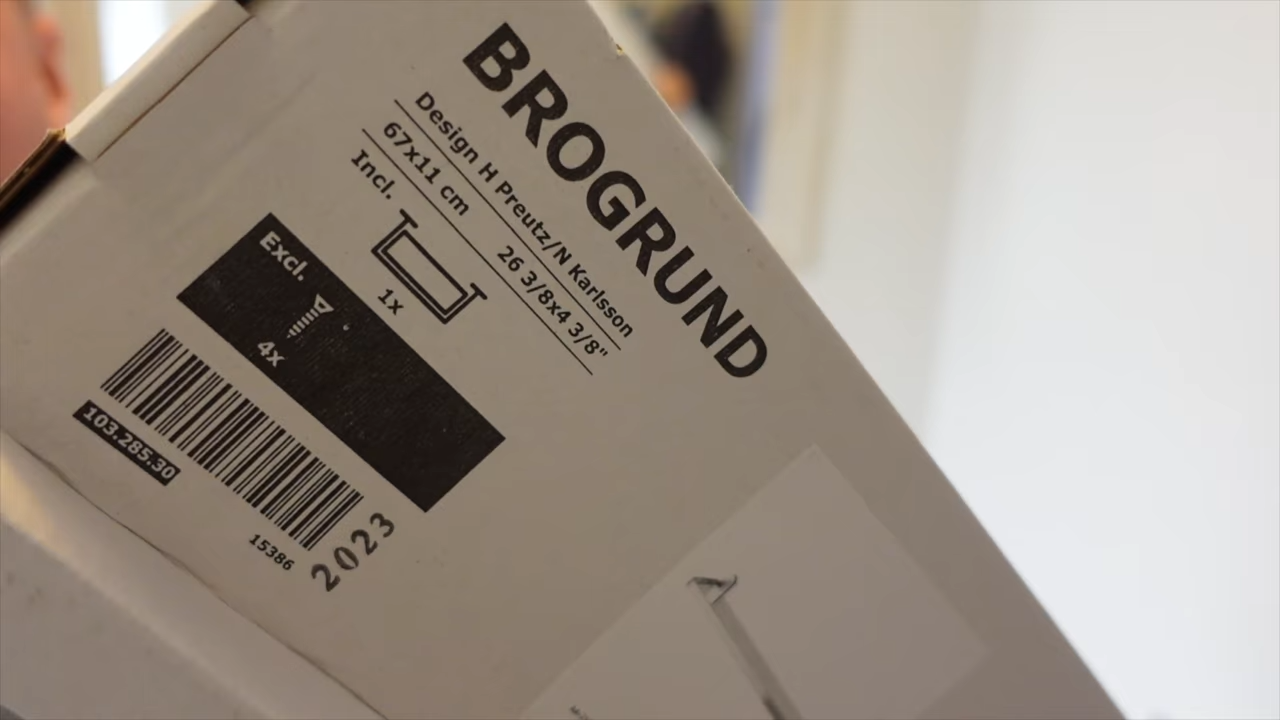 BROGRUND
Design H Preutz/N Karlsson
67x11 cm 26 3/8x4 3/8"
Incl.
1x
Excl.
4x
103.285.30
15386
2023